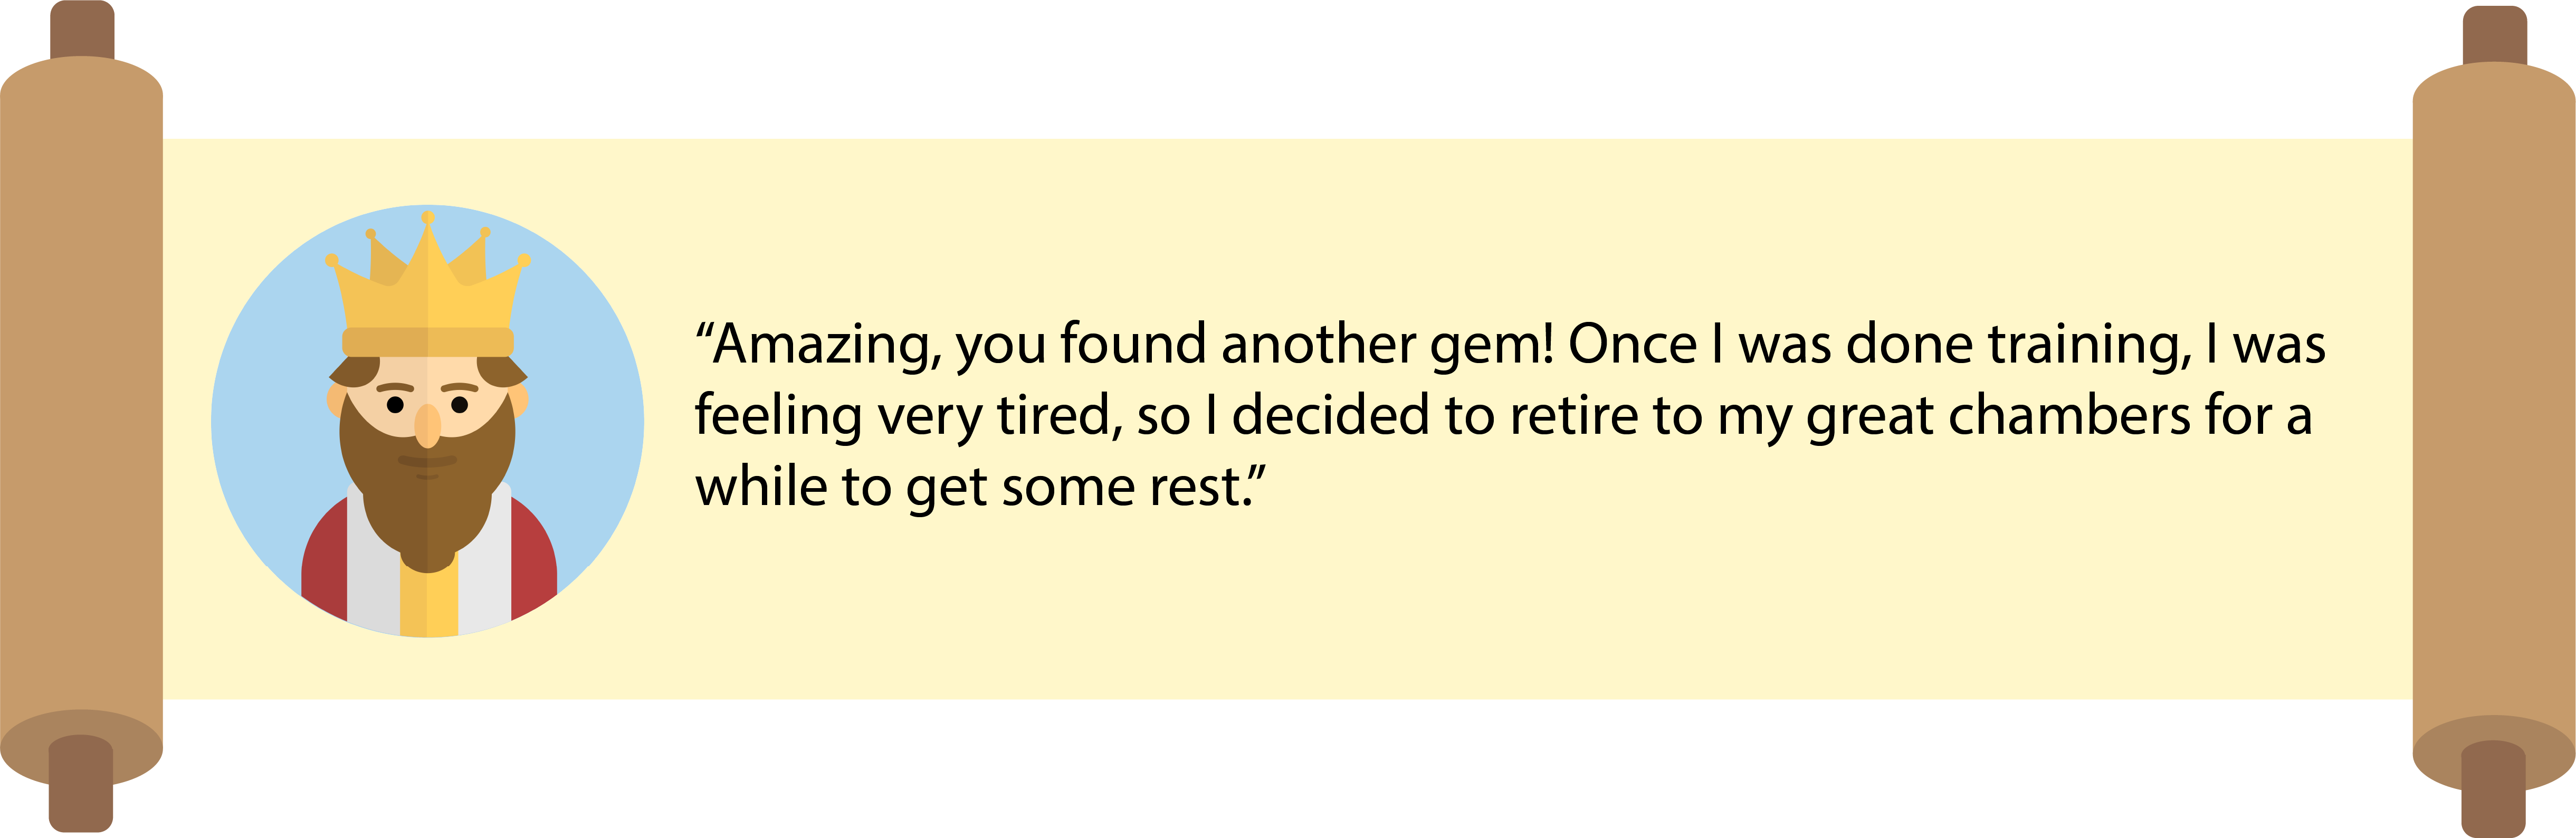 “Amazing, you found another gem! Once I was done training, I was
feeling very tired, so I decided to retire to my great chambers for a
while to get some rest.”